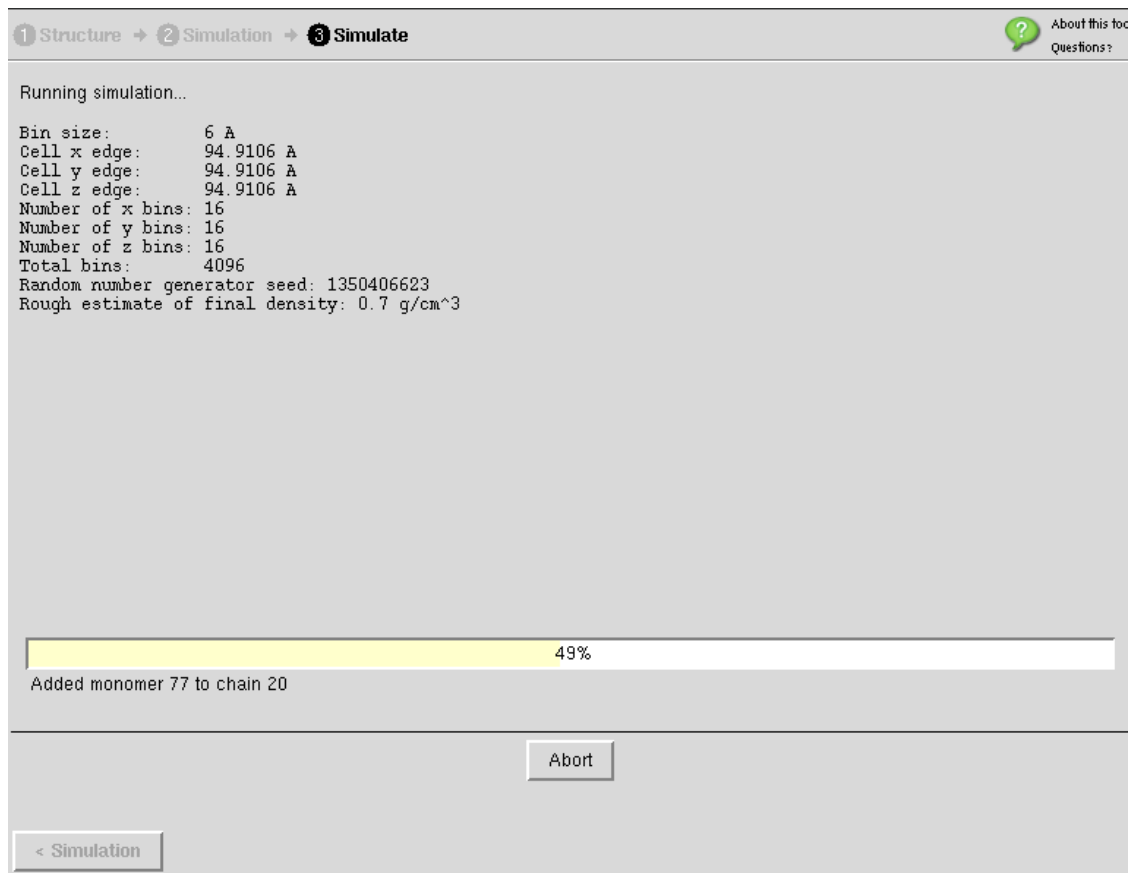 1 Structure → 2 Simulation → 3 Simulate
? About this too
Questions?
Running simulation...
Bin size: 6 A
Cell x edge: 94.9106 A
Cell y edge: 94.9106 A
Cell z edge: 94.9106 A
Number of x bins: 16
Number of y bins: 16
Number of z bins: 16
Total bins: 4096
Random number generator seed: 1350406623
Rough estimate of final density: 0.7 g/cm^3
49%
Added monomer 77 to chain 20
Abort
< Simulation